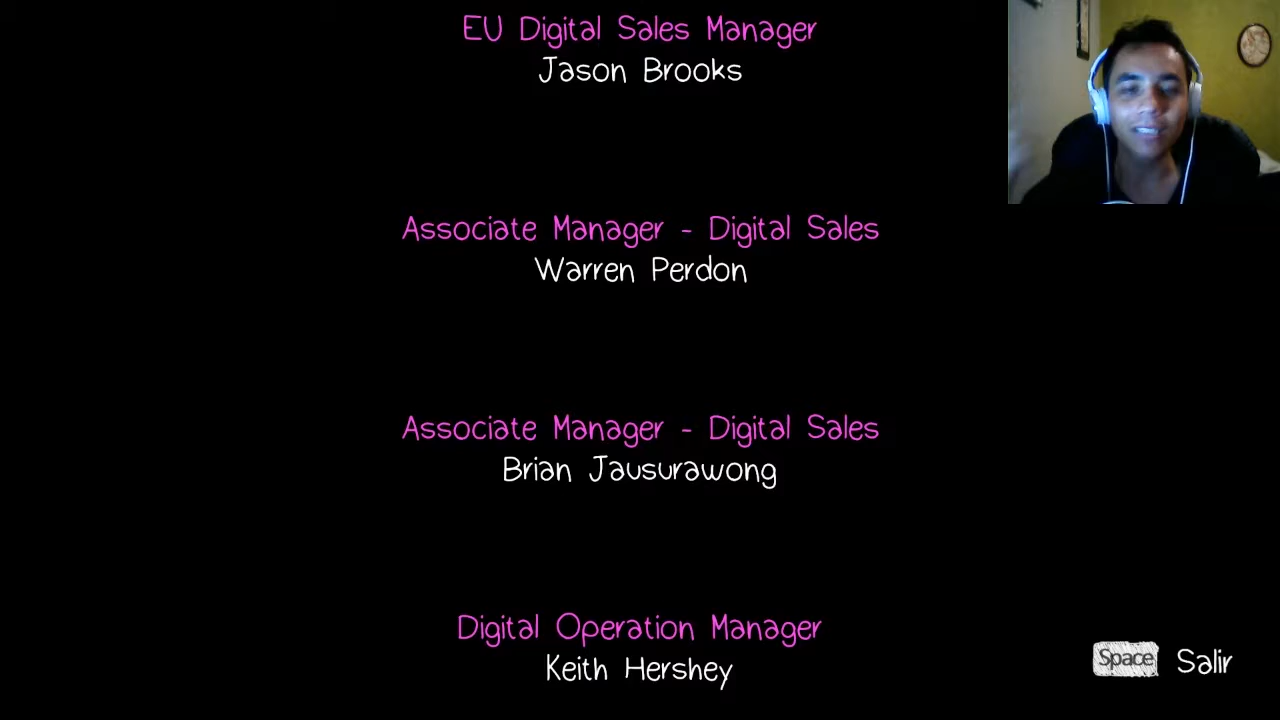 EU Digital Sales Manager
Jason Brooks
Associate Manager - Digital Sales
Warren Perdon
Associate Manager - Digital Sales
Brian Jausurawong
Digital Operation Manager
Keith Hershey
Space Salir